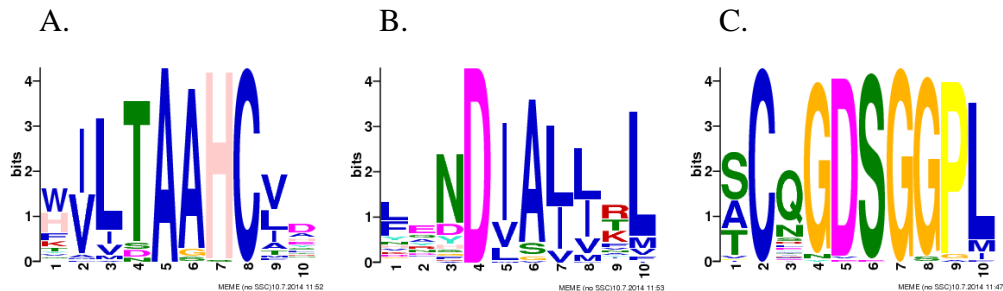 A. B. C.
bits
4
3
2
1
0
W H F K T
V I
I L V M
T S D N
A
A G S
H
C
V L I A T
D A E S
1 2 3 4 5 6 7 8 9 10
MEME (no SSC)10.7.2014 11:52
bits
4
3
2
1
0
L F Y N
E D A R
N D Y H
D
I V L
A S G
L I V
L I V M
R T K
L M I
1 2 3 4 5 6 7 8 9 10
MEME (no SSC)10.7.2014 11:53
bits
4
3
2
1
0
S A T
C
Q N E
G N
D
S
G
G S
P
L M I
1 2 3 4 5 6 7 8 9 10
MEME (no SSC)10.7.2014 11:47